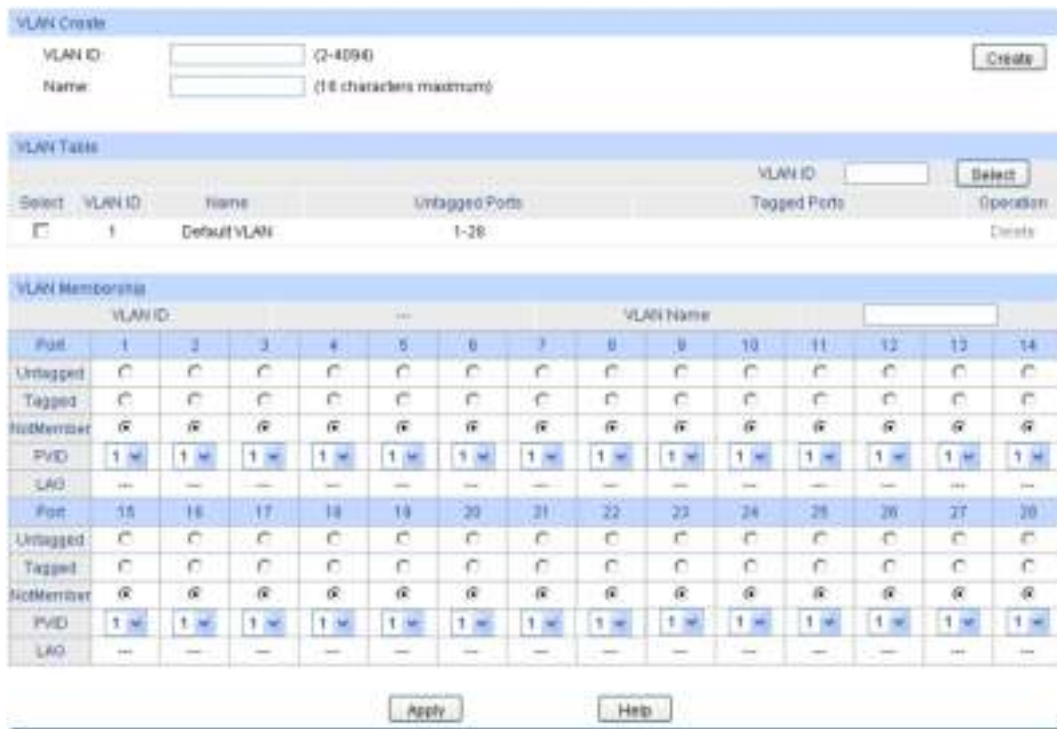 VLAN Create
VLAN ID: (2-4094) Create
Name: (16 characters maximum)
VLAN Table
VLAN ID Select
Select VLAN ID Name Untagged Ports Tagged Ports Operation
1 Default VLAN 1-28 Delete
VLAN Membership
VLAN ID --- VLAN Name
Port 1 2 3 4 5 6 7 8 9 10 11 12 13 14
Untagged
Tagged
NotMember
PVID 1 1 1 1 1 1 1 1 1 1 1 1 1 1
LAG --- --- --- --- --- --- --- --- --- --- --- --- --- ---
Port 15 16 17 18 19 20 21 22 23 24 25 26 27 28
Untagged
Tagged
NotMember
PVID 1 1 1 1 1 1 1 1 1 1 1 1 1 1
LAG --- --- --- --- --- --- --- --- --- --- --- --- --- ---
Apply Help